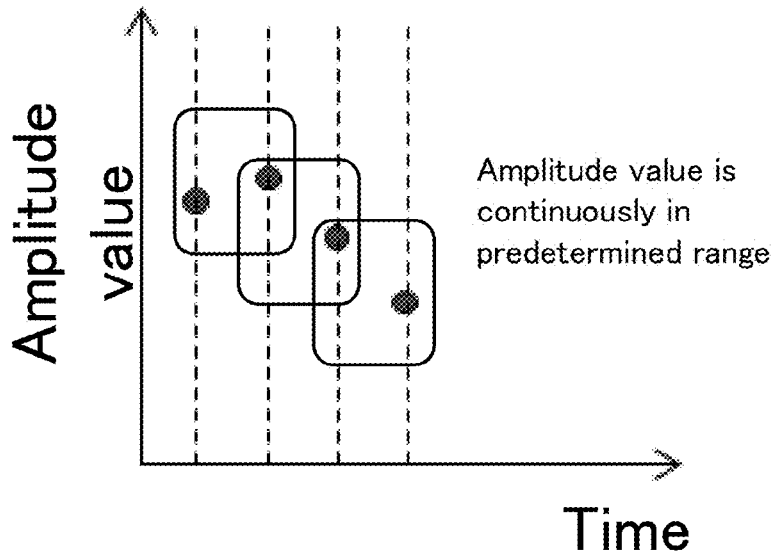 Amplitude
value
Amplitude value is
continuously in
predetermined range
Time